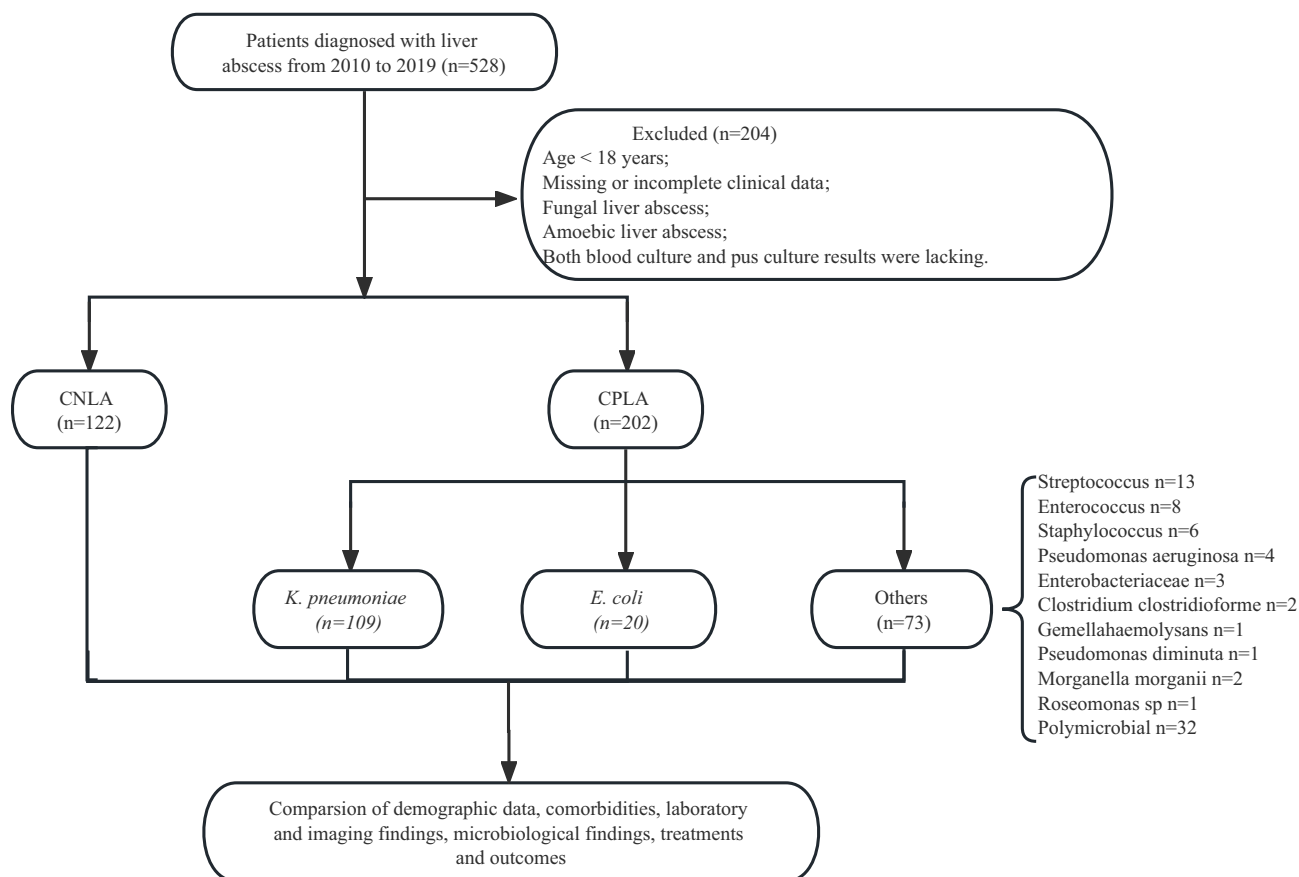 Patients diagnosed with liver
abscess from 2010 to 2019 (n=528)
Excluded (n=204)
Age < 18 years;
Missing or incomplete clinical data;
Fungal liver abscess;
Amoebic liver abscess;
Both blood culture and pus culture results were lacking.
CNLA
(n=122)
CPLA
(n=202)
K. pneumoniae
(n=109)
E. coli
(n=20)
Others
(n=73)
Streptococcus n=13
Enterococcus n=8
Staphylococcus n=6
Pseudomonas aeruginosa n=4
Enterobacteriaceae n=3
Clostridium clostridioforme n=2
Gemellahaemolysans n=1
Pseudomonas diminuta n=1
Morganella morganii n=2
Roseomonas sp n=1
Polymicrobial n=32
Comparsion of demographic data, comorbidities, laboratory
and imaging findings, microbiological findings, treatments
and outcomes